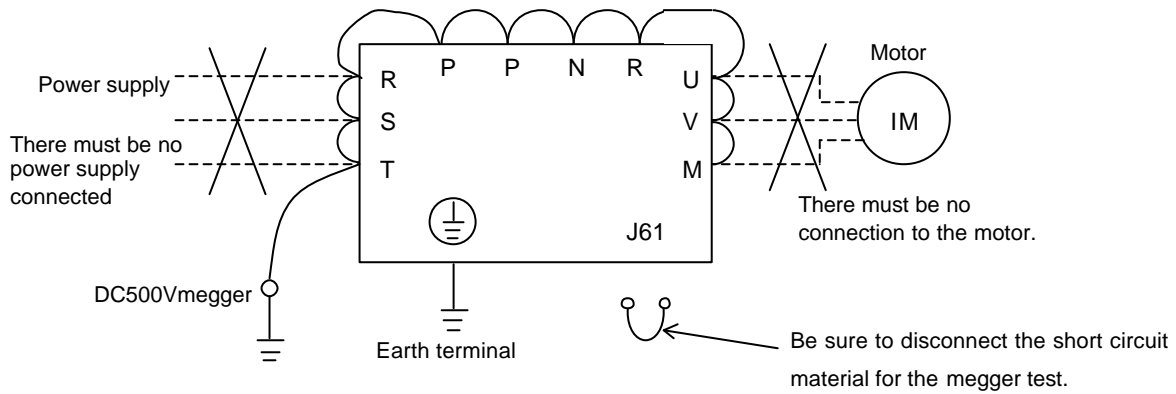 Motor
P P N R
R
U
Power supply
S
V
IM
There must be no
power supply
connected
T
M
There must be no
connection to the motor.
J61
DC500Vmegger
Earth terminal
Be sure to disconnect the short circuit
material for the megger test.